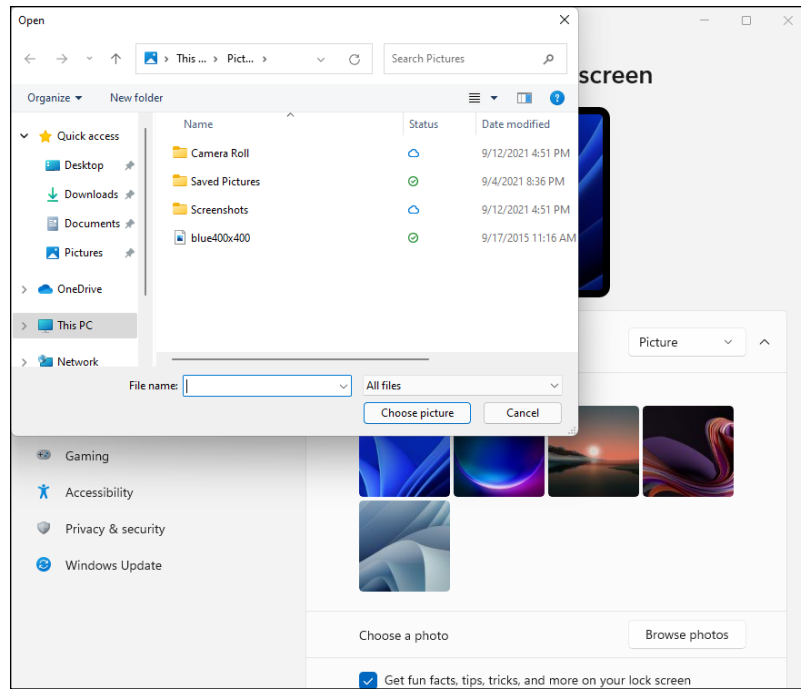 Open
This ... › Pict... ›
Search Pictures
screen
Organize
New folder
Name
Status
Date modified
Quick access
Desktop
Downloads
Documents
Pictures
OneDrive
This PC
Network
Camera Roll
9/12/2021 4:51 PM
Saved Pictures
9/4/2021 8:36 PM
Screenshots
9/12/2021 4:51 PM
blue400x400
9/17/2015 11:16 AM
File name:
All files
Choose picture
Cancel
Picture
Gaming
Accessibility
Privacy & security
Windows Update
Choose a photo
Browse photos
Get fun facts, tips, tricks, and more on your lock screen